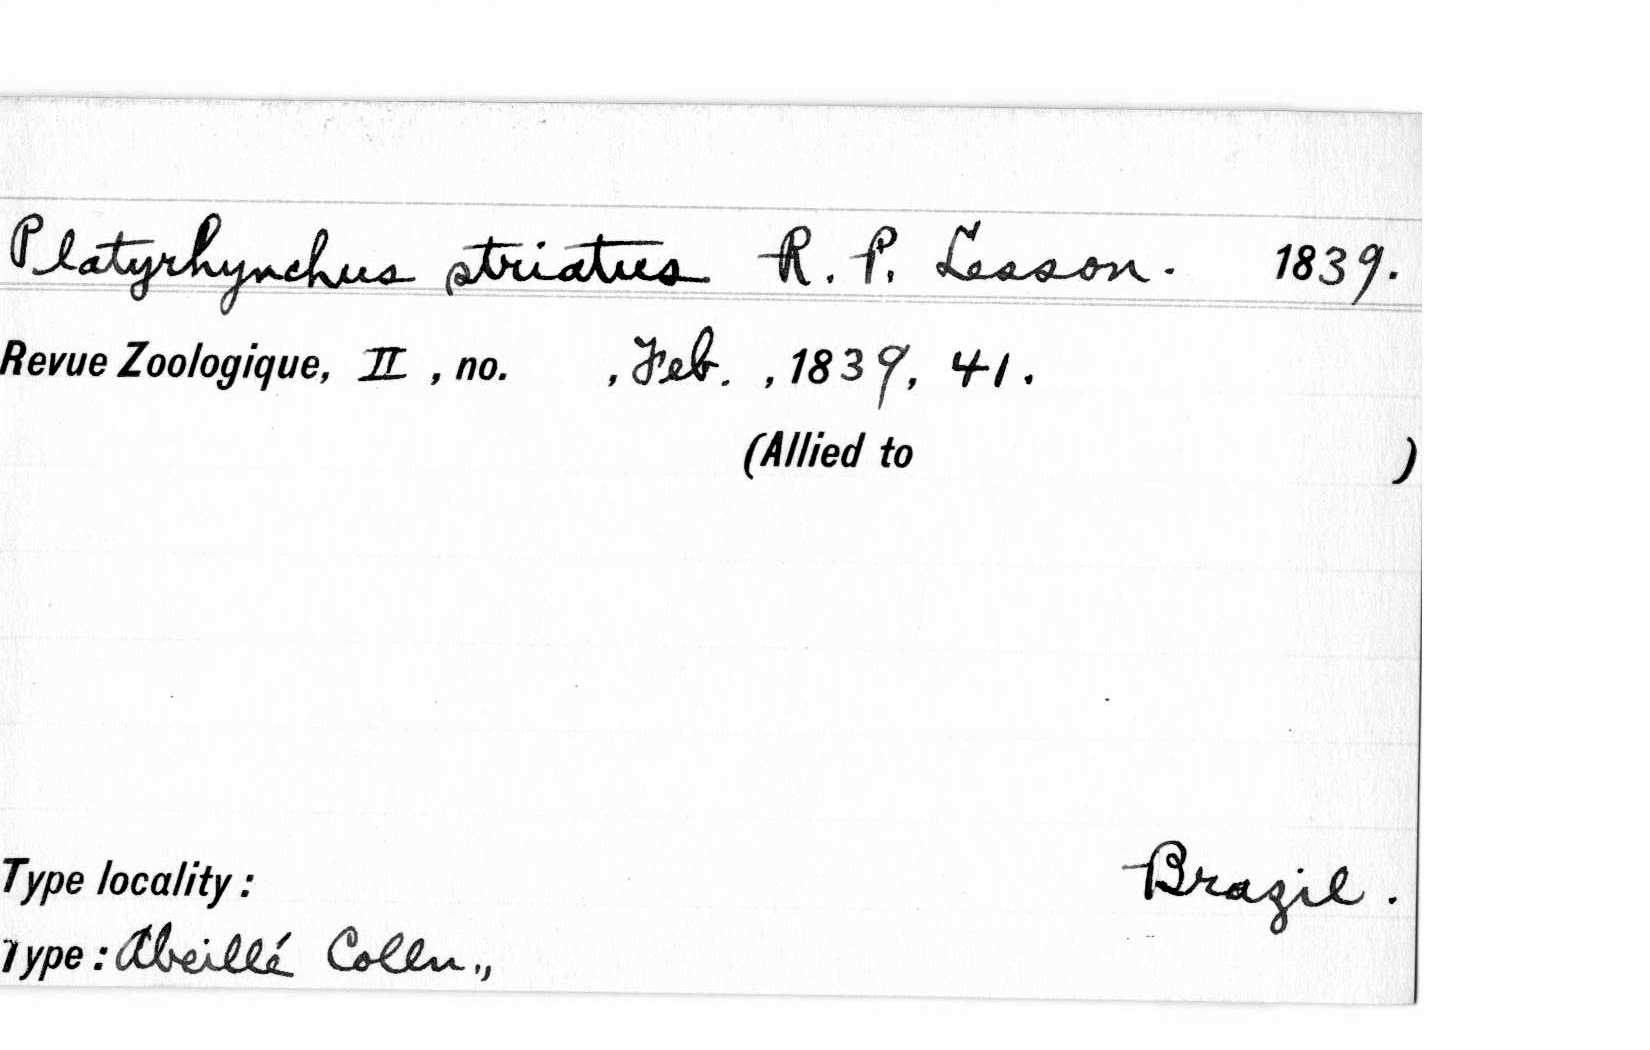 Platyrhynchus striatus R. P. Lesson. 1839.
Revue Zoologique, II , no. , Feb. , 1839, 41.
(Allied to )
Type locality : Brazil .
Type : Abeillé Colln.,